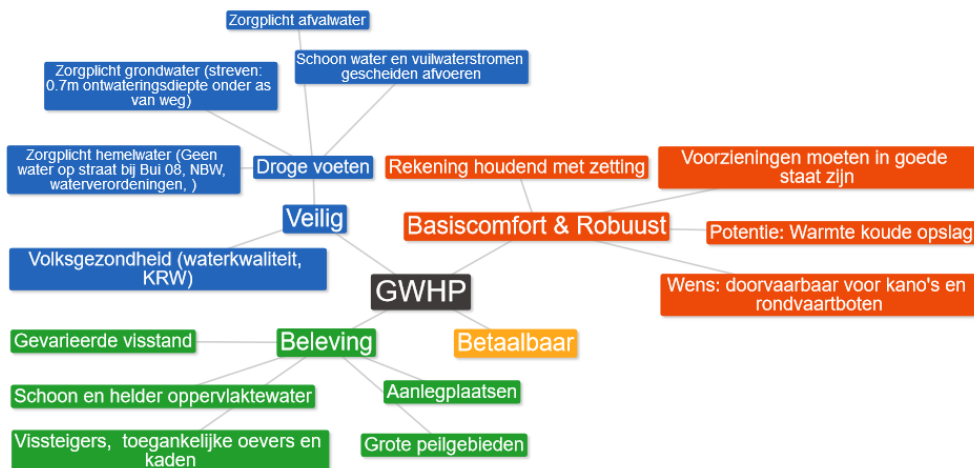 Zorgplicht afvalwater
Schoon water en vuilwaterstromen
gescheiden afvoeren
Zorgplicht grondwater (streven:
0.7m ontwateringsdiepte onder as
van weg)
Zorgplicht hemelwater (Geen
water op straat bij Bui 08, NBW,
waterverordeningen, )
Droge voeten
Veilig
Volksgezondheid (waterkwaliteit,
KRW)
Rekening houdend met zetting
Voorzieningen moeten in goede
staat zijn
Basiscomfort & Robuust
Potentie: Warmte koude opslag
Wens: doorvaarbaar voor kano's en
rondvaartboten
GWHP
Betaalbaar
Beleving
Gevarieerde visstand
Schoon en helder oppervlaktewater
Vissteigers, toegankelijke oevers en
kaden
Aanlegplaatsen
Grote peilgebieden